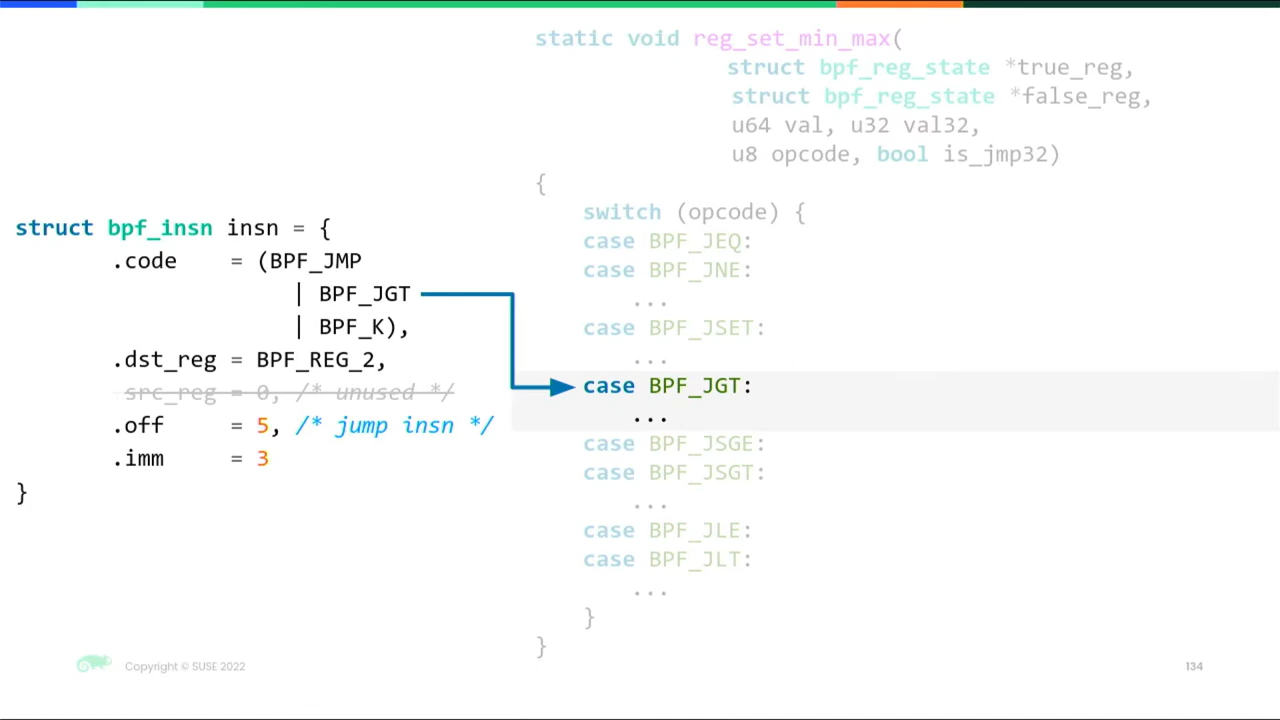 struct bpf_insn insn = {
.code = (BPF_JMP
| BPF_JGT
| BPF_K),
.dst_reg = BPF_REG_2,
src_reg = 0, /* unused */
.off = 5, /* jump insn */
.imm = 3
}
static void reg_set_min_max(
struct bpf_reg_state *true_reg,
struct bpf_reg_state *false_reg,
u64 val, u32 val32,
u8 opcode, bool is_jmp32)
{
switch (opcode) {
case BPF_JEQ:
case BPF_JNE:
...
case BPF_JSET:
...
case BPF_JGT:
...
case BPF_JSGE:
case BPF_JSGT:
...
case BPF_JLE:
case BPF_JLT:
...
}
}
Copyright © SUSE 2022
134